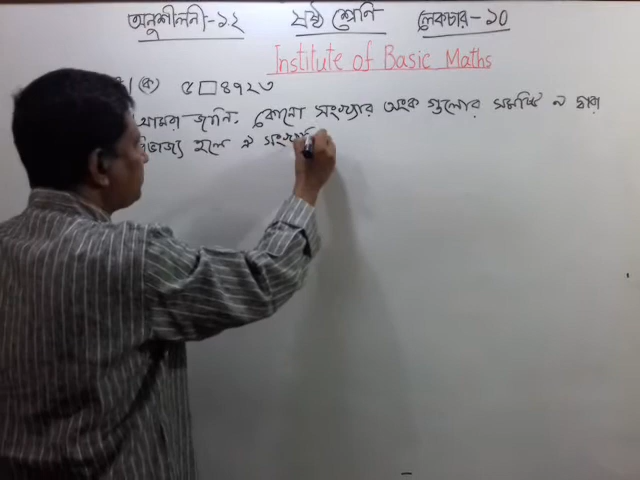 অনুশীলনী-১২ ষষ্ঠ শ্রেণি লেকচার-১০
Institute of Basic Maths
। (ক) ৫□৪৭২৩
আমরা জানি, কোনো সংখ্যার অংক গুলোর সমষ্টি ৯ দ্বারা
বিভাজ্য হলে ঐ